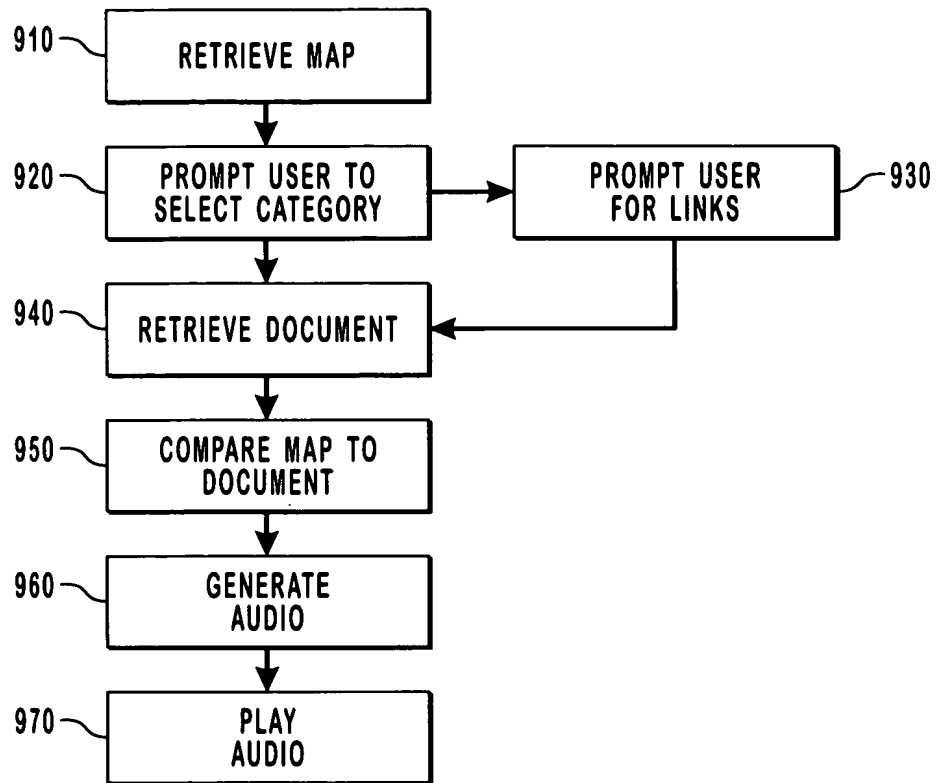 910
RETRIEVE MAP
920
PROMPT USER TO
SELECT CATEGORY
PROMPT USER
FOR LINKS
930
940
RETRIEVE DOCUMENT
950
COMPARE MAP TO
DOCUMENT
960
GENERATE
AUDIO
970
PLAY
AUDIO